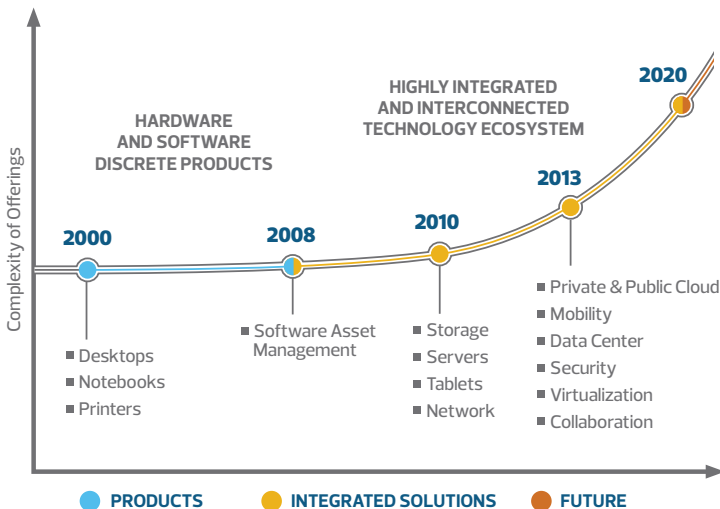 HARDWARE
AND SOFTWARE
DISCRETE PRODUCTS
HIGHLY INTEGRATED
AND INTERCONNECTED
TECHNOLOGY ECOSYSTEM
Complexity of Offerings
2000
■ Desktops
■ Notebooks
■ Printers
2008
■ Software Asset
Management
2010
■ Storage
■ Servers
■ Tablets
■ Network
2013
■ Private & Public Cloud
■ Mobility
■ Data Center
■ Security
■ Virtualization
■ Collaboration
2020
PRODUCTS
INTEGRATED SOLUTIONS
FUTURE